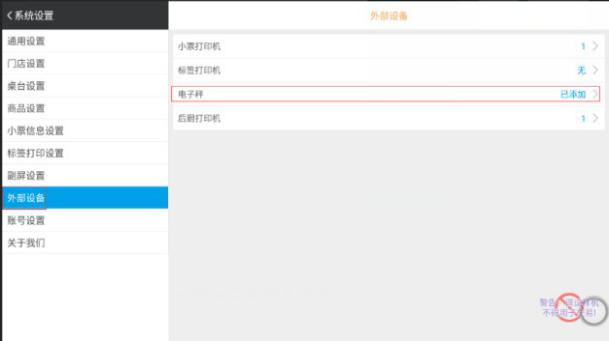 系统设置
外部设备
通用设置
门店设置
桌台设置
商品设置
小票信息设置
标签打印设置
副屏设置
外部设备
账号设置
关于我们
小票打印机 1
标签打印机 无
电子秤 已添加
后厨打印机 1
警告